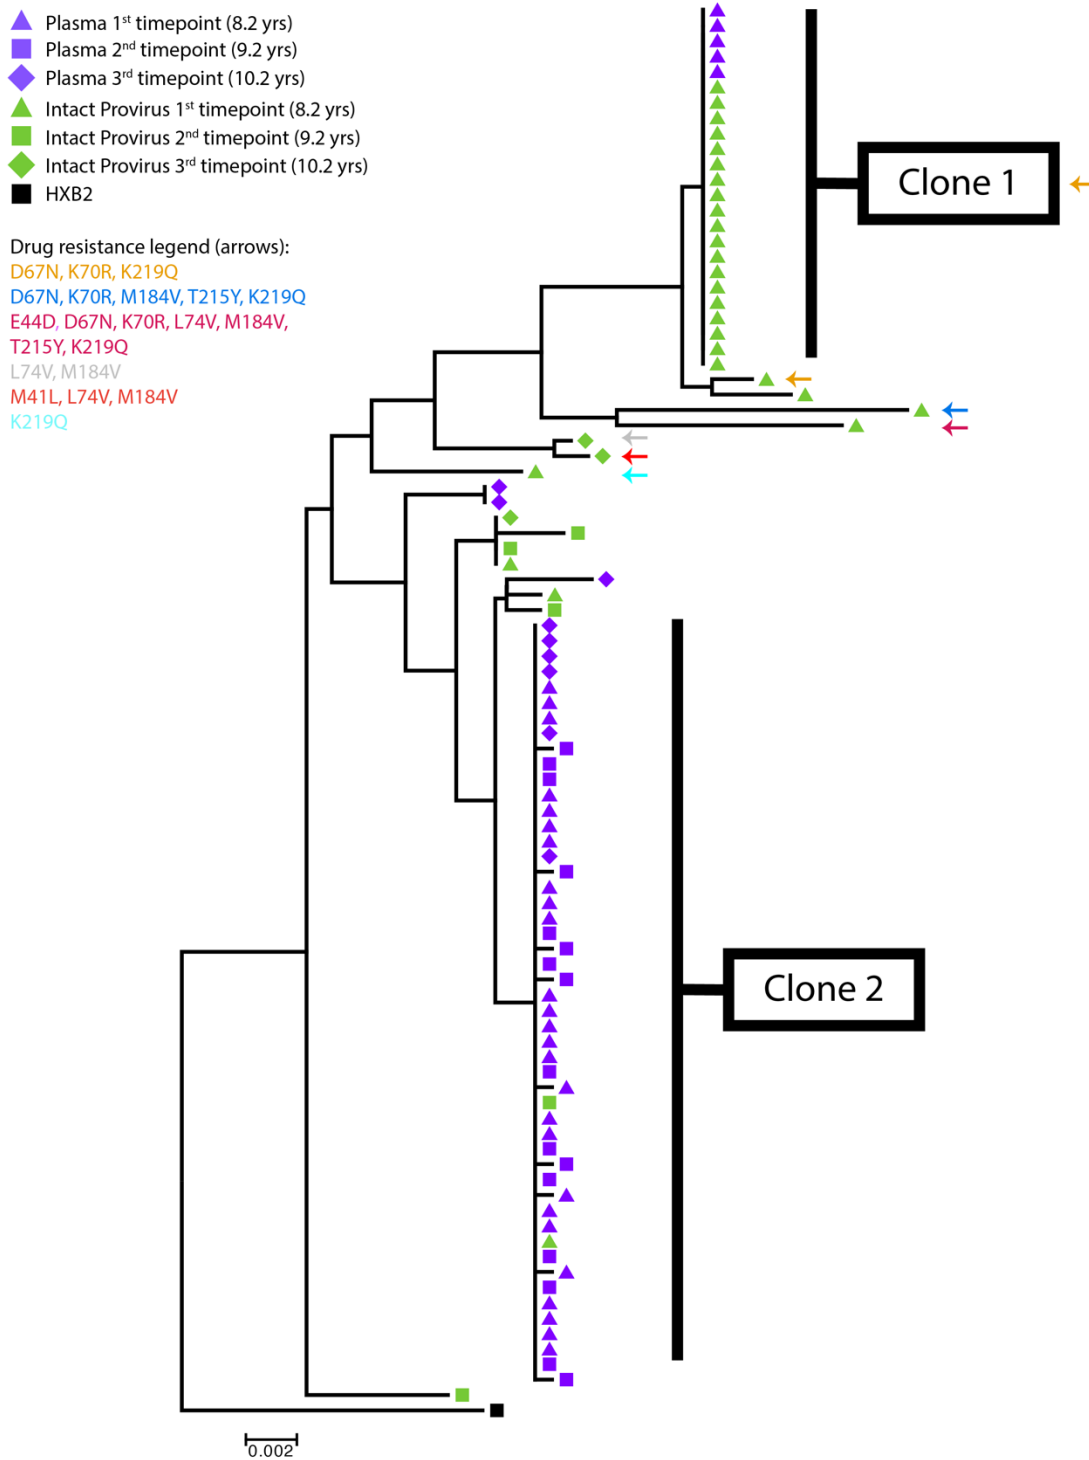 Plasma 1st timepoint (8.2 yrs)
Plasma 2nd timepoint (9.2 yrs)
Plasma 3rd timepoint (10.2 yrs)
Intact Provirus 1st timepoint (8.2 yrs)
Intact Provirus 2nd timepoint (9.2 yrs)
Intact Provirus 3rd timepoint (10.2 yrs)
HXB2
Drug resistance legend (arrows):
D67N, K70R, K219Q
D67N, K70R, M184V, T215Y, K219Q
E44D, D67N, K70R, L74V, M184V,
T215Y, K219Q
L74V, M184V
M41L, L74V, M184V
K219Q
Clone 1
Clone 2
0.002